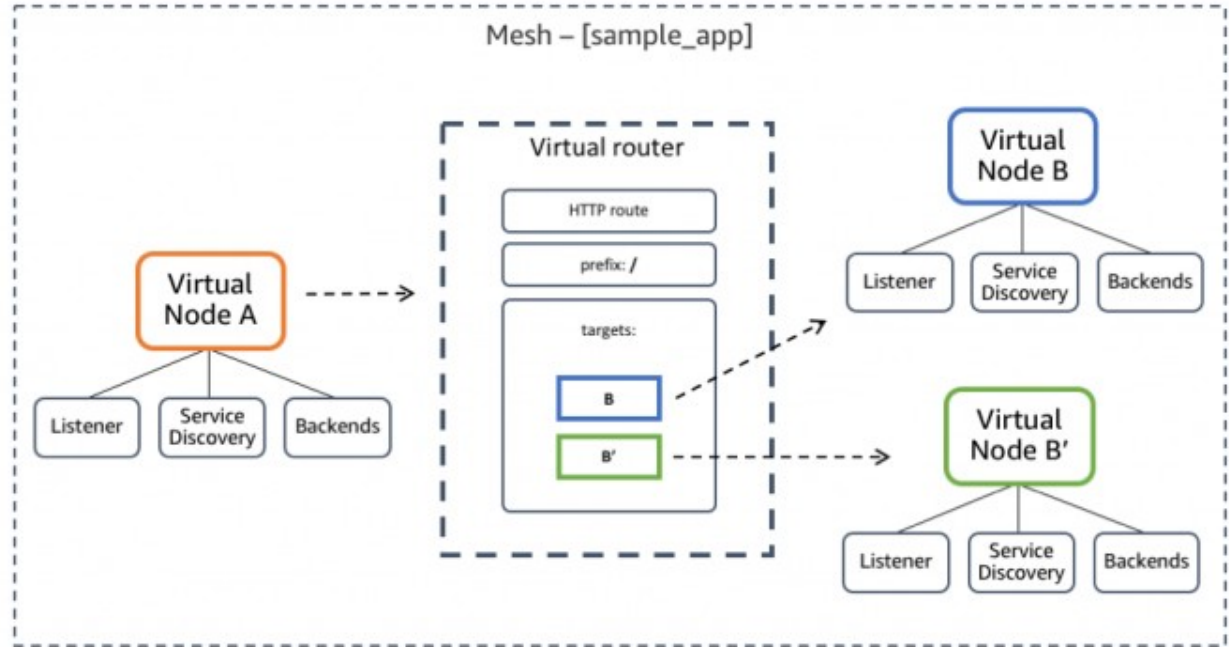 Mesh – [sample_app]
Virtual router
HTTP route
prefix: /
targets:
B
B′
Virtual
Node A
Listener
Service
Discovery
Backends
Virtual
Node B
Listener
Service
Discovery
Backends
Virtual
Node B′
Listener
Service
Discovery
Backends